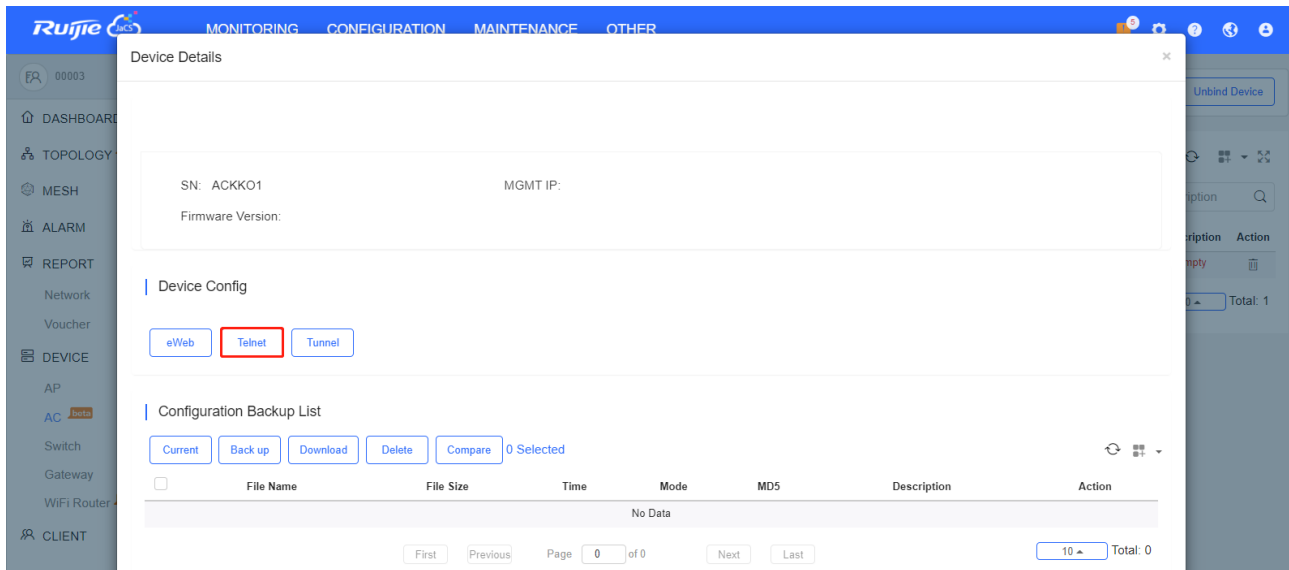 Ruijie JaCS MONITORING CONFIGURATION MAINTENANCE OTHER 5
Device Details ×
00003
Unbind Device
DASHBOARD
TOPOLOGY
SN: ACKKO1 MGMT IP:
MESH
Firmware Version:
ALARM
Action
REPORT
Device Config
Network
Total: 1
Voucher
eWeb Telnet Tunnel
DEVICE
AP
AC beta
Configuration Backup List
Switch
Current Back up Download Delete Compare 0 Selected
Gateway
File Name File Size Time Mode MD5 Description Action
WiFi Router
No Data
CLIENT
First Previous Page 0 of 0 Next Last 10 Total: 0